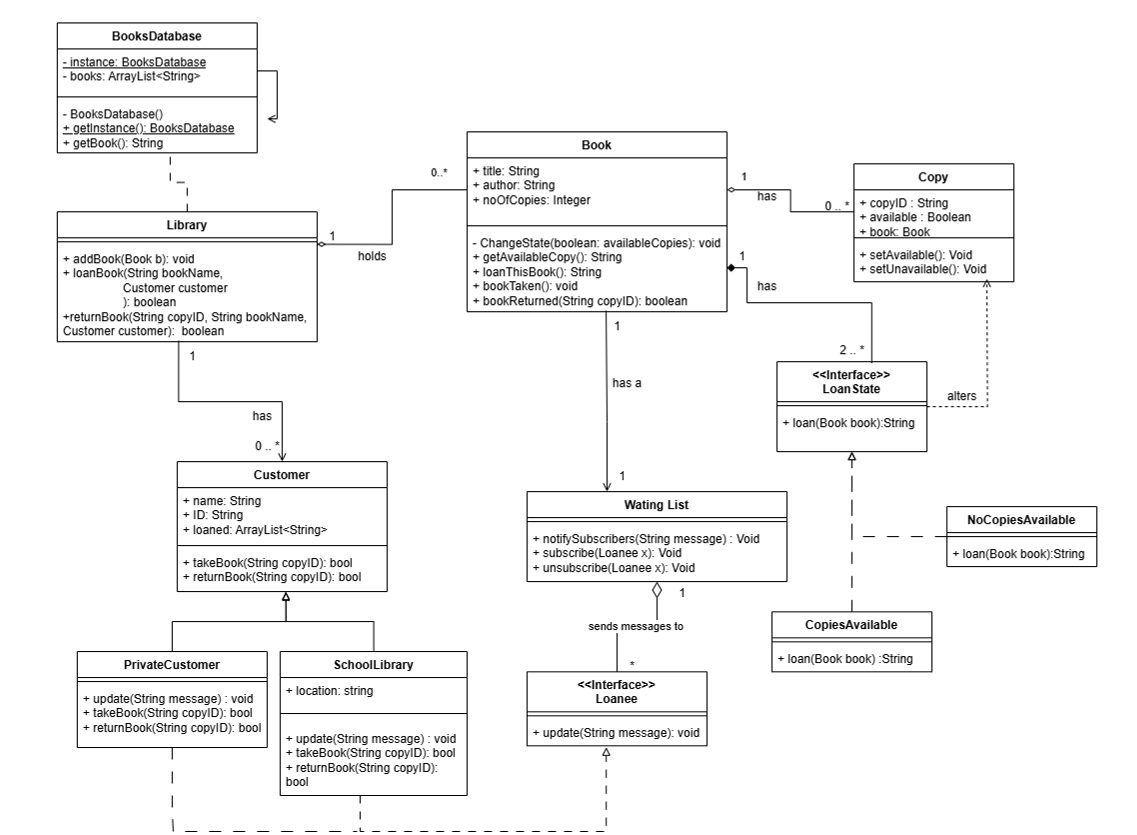 BooksDatabase
- instance: BooksDatabase
- books: ArrayList<String>
- BooksDatabase()
+ getInstance(): BooksDatabase
+ getBook(): String
Library
+ addBook(Book b): void
+ loanBook(String bookName,
Customer customer
): boolean
+returnBook(String copyID, String bookName,
Customer customer): boolean
1
holds
0..*
Book
+ title: String
+ author: String
+ noOfCopies: Integer
- ChangeState(boolean: availableCopies): void
+ getAvailableCopy(): String
+ loanThisBook(): String
+ bookTaken(): void
+ bookReturned(String copyID): boolean
1
has
0 .. *
Copy
+ copyID : String
+ available : Boolean
+ book: Book
+ setAvailable(): Void
+ setUnavailable(): Void
1
has
2 .. *
<<Interface>>
LoanState
+ loan(Book book):String
alters
1
has
0 .. *
Customer
+ name: String
+ ID: String
+ loaned: ArrayList<String>
+ takeBook(String copyID): bool
+ returnBook(String copyID): bool
1
has a
1
Wating List
+ notifySubscribers(String message) : Void
+ subscribe(Loanee x): Void
+ unsubscribe(Loanee x): Void
NoCopiesAvailable
+ loan(Book book):String
CopiesAvailable
+ loan(Book book) :String
1
sends messages to
*
PrivateCustomer
+ update(String message) : void
+ takeBook(String copyID): bool
+ returnBook(String copyID): bool
SchoolLibrary
+ location: string
+ update(String message) : void
+ takeBook(String copyID): bool
+ returnBook(String copyID):
bool
<<Interface>>
Loanee
+ update(String message): void